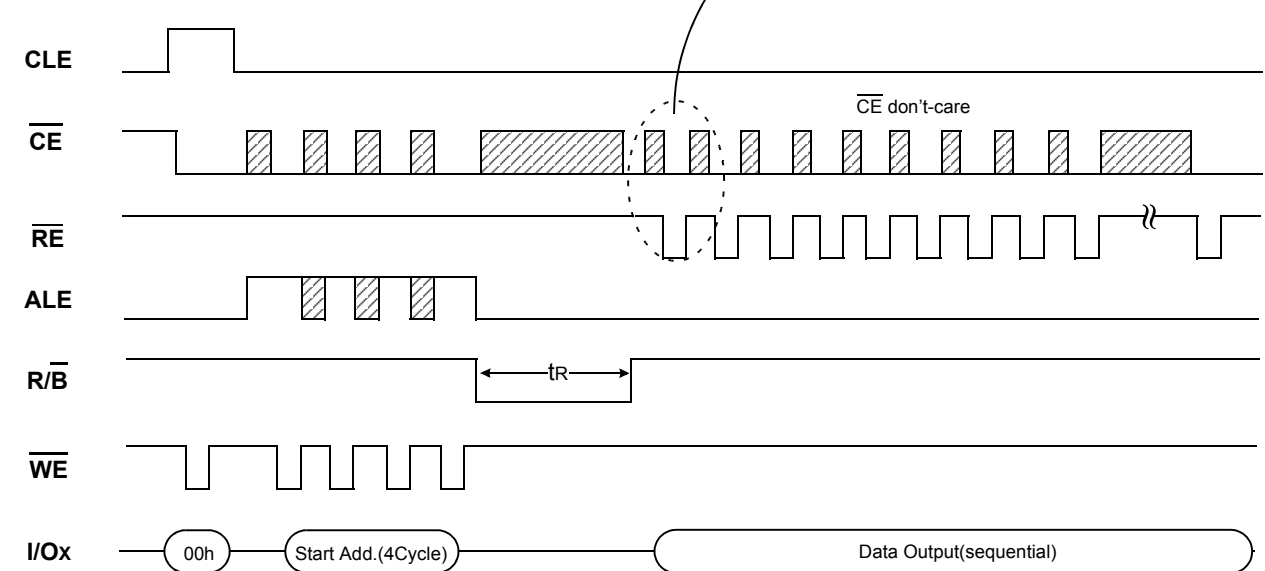 CLE
CE don't-care
CE
RE
ALE
R/B
tR
WE
I/Ox
00h
Start Add.(4Cycle)
Data Output(sequential)